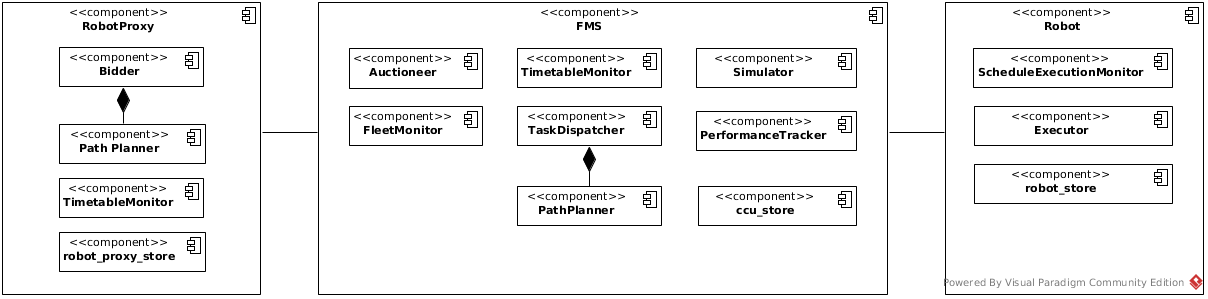 <<component>>
RobotProxy
<<component>>
Bidder
<<component>>
Path Planner
<<component>>
TimetableMonitor
<<component>>
robot_proxy_store
<<component>>
FMS
<<component>>
Auctioneer
<<component>>
TimetableMonitor
<<component>>
Simulator
<<component>>
FleetMonitor
<<component>>
TaskDispatcher
<<component>>
PerformanceTracker
<<component>>
PathPlanner
<<component>>
ccu_store
<<component>>
Robot
<<component>>
ScheduleExecutionMonitor
<<component>>
Executor
<<component>>
robot_store
Powered By Visual Paradigm Community Edition